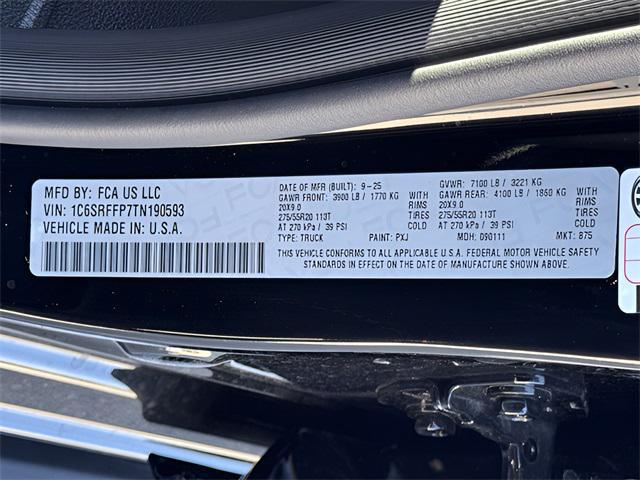 MFD BY: FCA US LLC
VIN: 1C6SRFFP7TN190593
VEHICLE MADE IN: U.S.A.
DATE OF MFR (BUILT): 9-25
GAWR FRONT: 3900 LB / 1770 KG
20X9.0 RIMS
275/55R20 113T TIRES
AT 270 kPa / 39 PSI COLD
TYPE: TRUCK PAINT: PXJ
GVWR: 7100 LB / 3221 KG
GAWR REAR: 4100 LB / 1850 KG
20X9.0 RIMS
275/55R20 113T TIRES
AT 270 kPa / 39 PSI COLD
MDH: 090111 MKT: 875
THIS VEHICLE CONFORMS TO ALL APPLICABLE U.S.A. FEDERAL MOTOR VEHICLE SAFETY
STANDARDS IN EFFECT ON THE DATE OF MANUFACTURE SHOWN ABOVE.